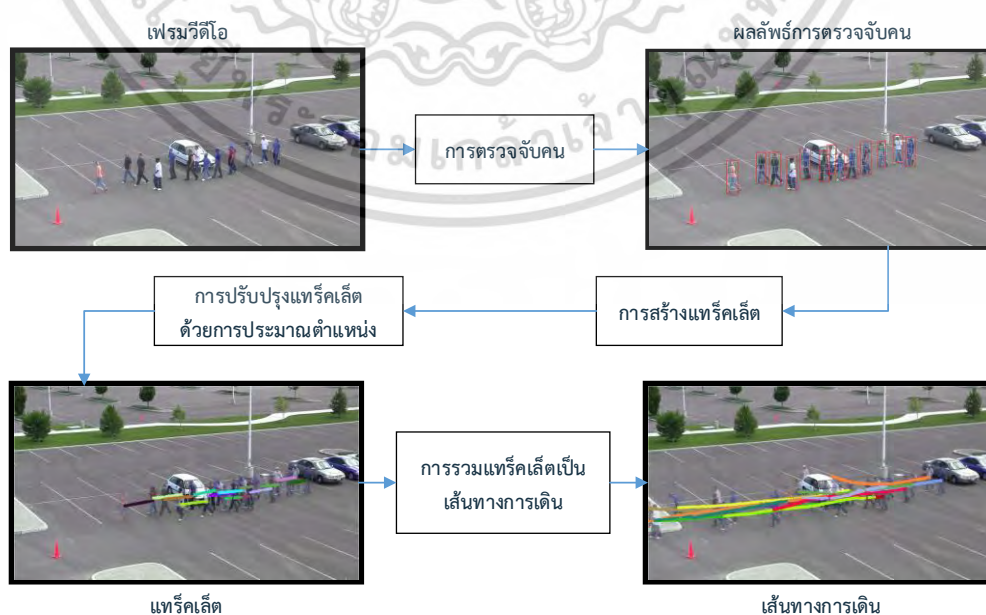 เฟรมวีดีโอ
ผลลัพธ์การตรวจจับคน
การตรวจจับคน
การปรับปรุงแทร็คเล็ต
ด้วยการประมาณตำแหน่ง
การสร้างแทร็คเล็ต
การรวมแทร็คเล็ตเป็น
เส้นทางการเดิน
แทร็คเล็ต
เส้นทางการเดิน